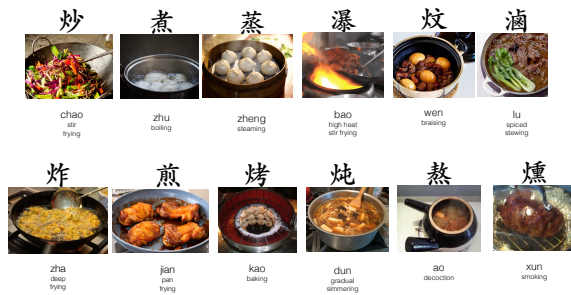 炒 煮 蒸 瀑 炆 滷
chao zhu zheng bao wen lu
stir boiling steaming high heat braising spiced
frying stir frying stewing
炸 煎 烤 炖 熬 燻
zha jian kao dun ao xun
deep pan baking gradual decoction smoking
frying frying simmering